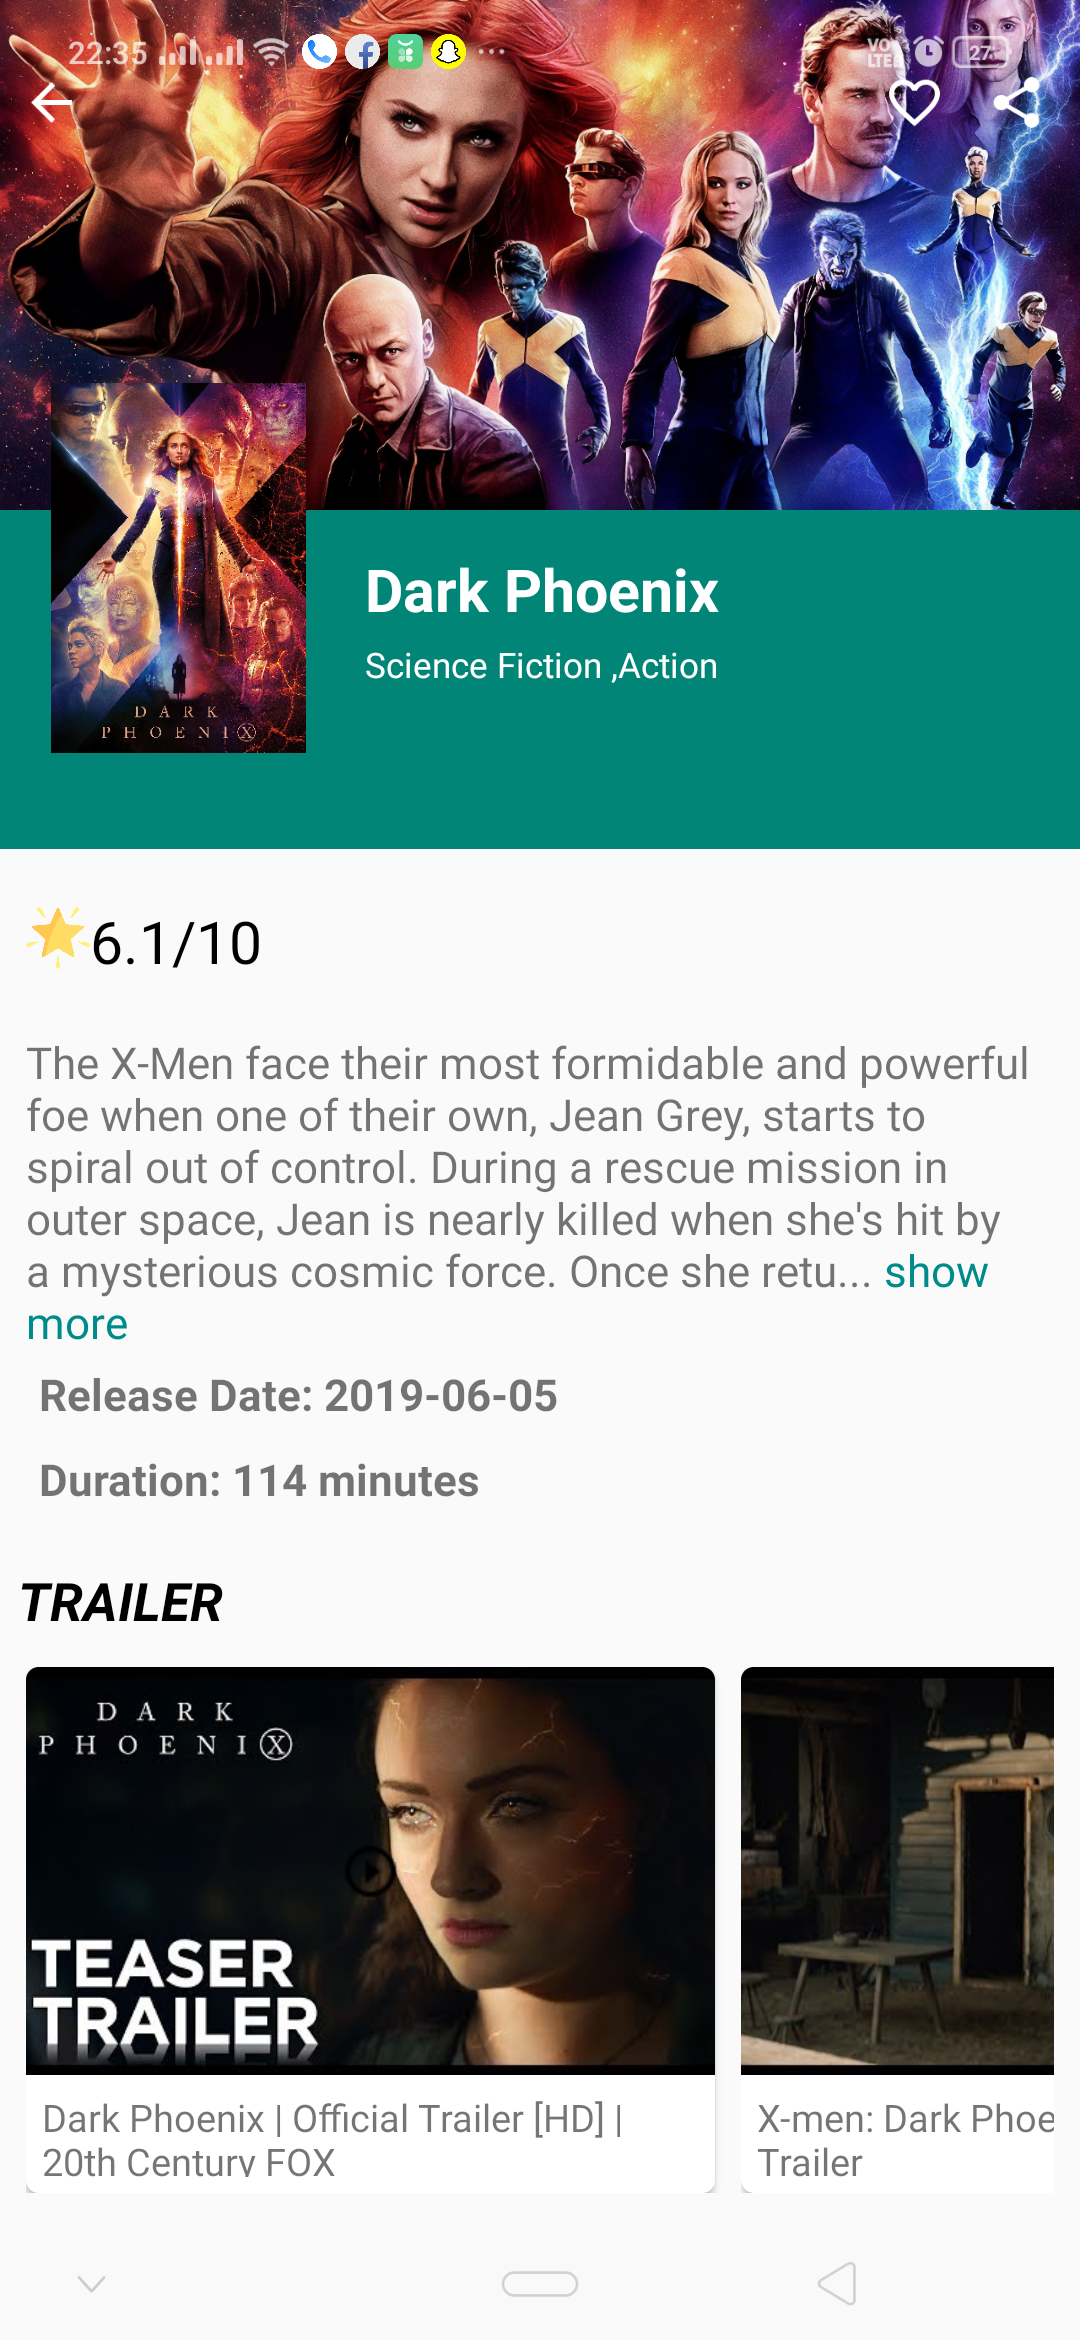 22:35
VO
LTE
27
Dark Phoenix
Science Fiction ,Action
DARK
PHOENIX
6.1/10
The X-Men face their most formidable and powerful
foe when one of their own, Jean Grey, starts to
spiral out of control. During a rescue mission in
outer space, Jean is nearly killed when she's hit by
a mysterious cosmic force. Once she retu... show
more
Release Date: 2019-06-05
Duration: 114 minutes
TRAILER
DARK
PHOENIX
TEASER
TRAILER
Dark Phoenix | Official Trailer [HD] |
20th Century FOX
X-men: Dark Phoe
Trailer